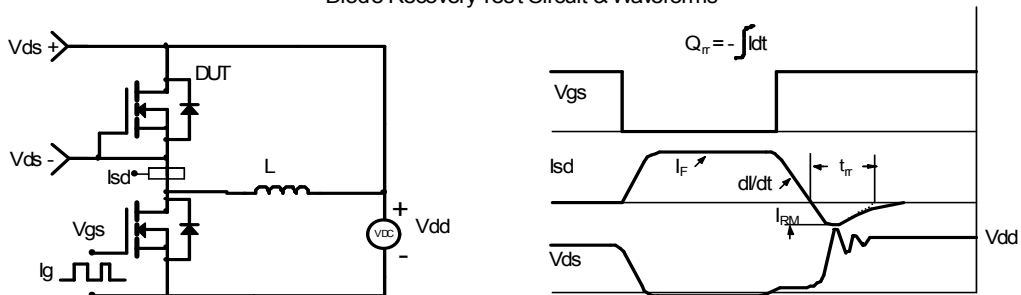 Diode Recovery Test Circuit & Waveforms
Vds +
DUT
Vds -
Isd
L
Vgs
Ig
+
VDC
-
Vdd
Qrr = - ∫Idt
Vgs
Isd
IF
dI/dt
trr
IRM
Vdd
Vds